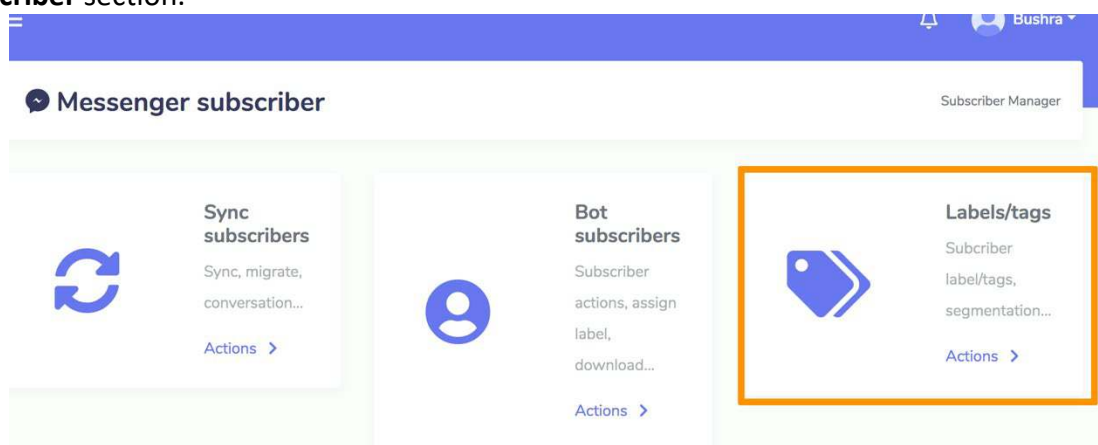 section.
Bushra
Messenger subscriber
Subscriber Manager
Sync
subscribers
Sync, migrate,
conversation...
Actions
Bot
subscribers
Subscriber
actions, assign
label,
download...
Actions
Labels/tags
Subcriber
label/tags,
segmentation...
Actions